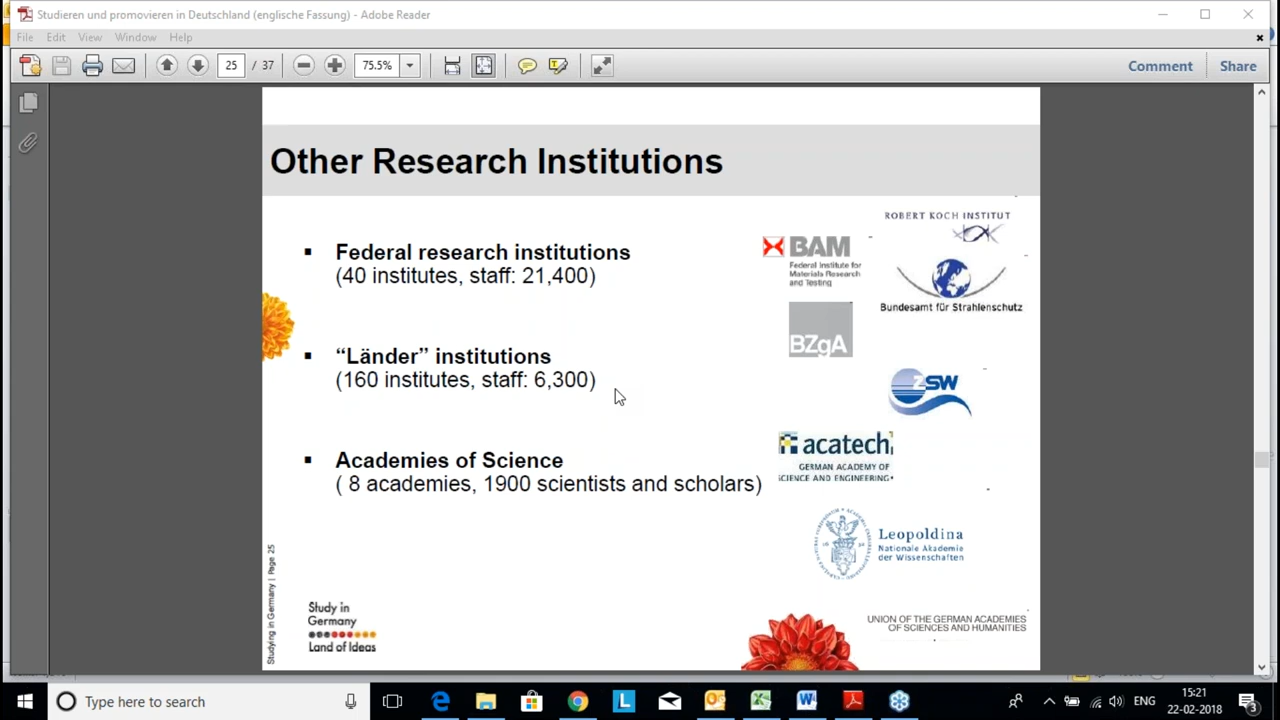 Studieren und promovieren in Deutschland (englische Fassung) - Adobe Reader
File Edit View Window Help
25 / 37 75.5% Comment Share
Other Research Institutions
Federal research institutions
(40 institutes, staff: 21,400)
“Länder” institutions
(160 institutes, staff: 6,300)
Academies of Science
( 8 academies, 1900 scientists and scholars)
ROBERT KOCH INSTITUT
BAM
Federal Institute for
Materials Research
and Testing
Bundesamt für Strahlenschutz
BZgA
ZSW
acatech
GERMAN ACADEMY OF
SCIENCE AND ENGINEERING
Leopoldina
Nationale Akademie
der Wissenschaften
UNION OF THE GERMAN ACADEMIES
OF SCIENCES AND HUMANITIES
Studying in Germany | Page 25
Study in
Germany
Land of Ideas
Type here to search
ENG
15:21
22-02-2018
3